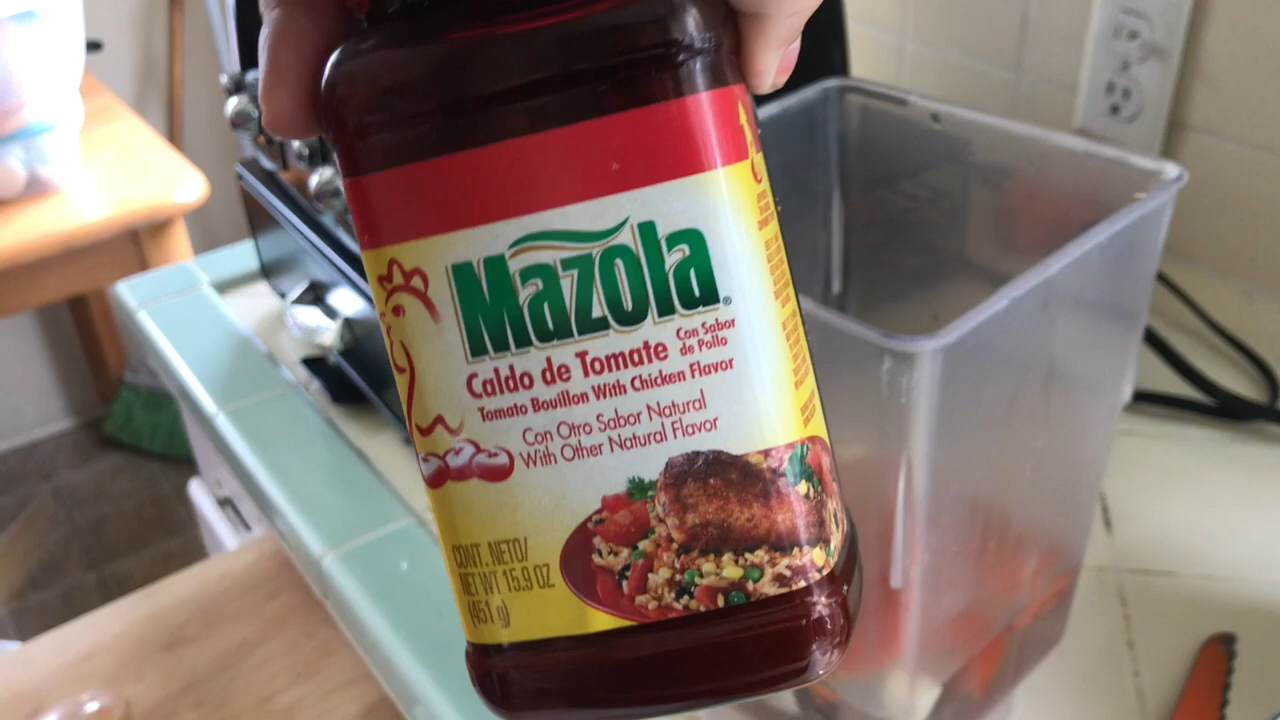 Mazola®
Caldo de Tomate Con Sabor de Pollo
Tomato Bouillon With Chicken Flavor
Con Otro Sabor Natural
With Other Natural Flavor
CONT. NETO/
NET WT 15.9 OZ
(451 g)